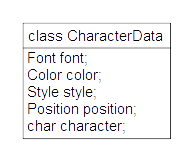 class CharacterData
Font font;
Color color;
Style style;
Position position;
char character;